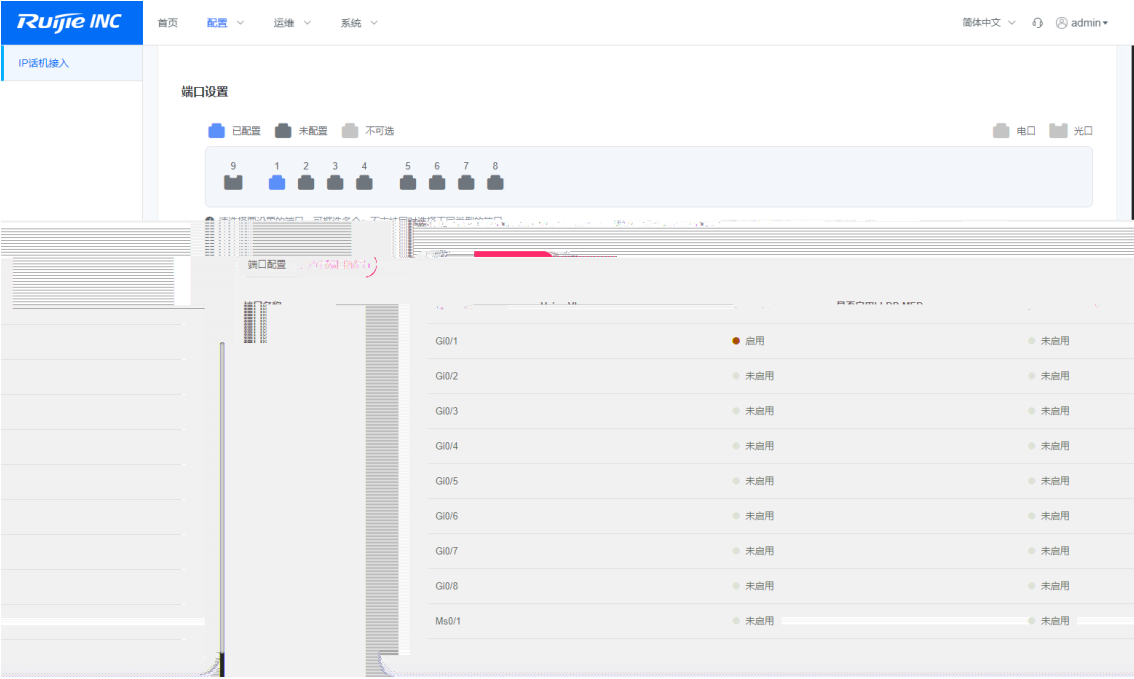 Ruijie INC 首页 配置 运维 系统 简体中文 admin
IP话机接入
端口设置
已配置 未配置 不可选 电口 光口
9 1 2 3 4 5 6 7 8
端口配置
Gi0/1 启用 未启用
Gi0/2 未启用 未启用
Gi0/3 未启用 未启用
Gi0/4 未启用 未启用
Gi0/5 未启用 未启用
Gi0/6 未启用 未启用
Gi0/7 未启用 未启用
Gi0/8 未启用 未启用
Ms0/1 未启用 未启用